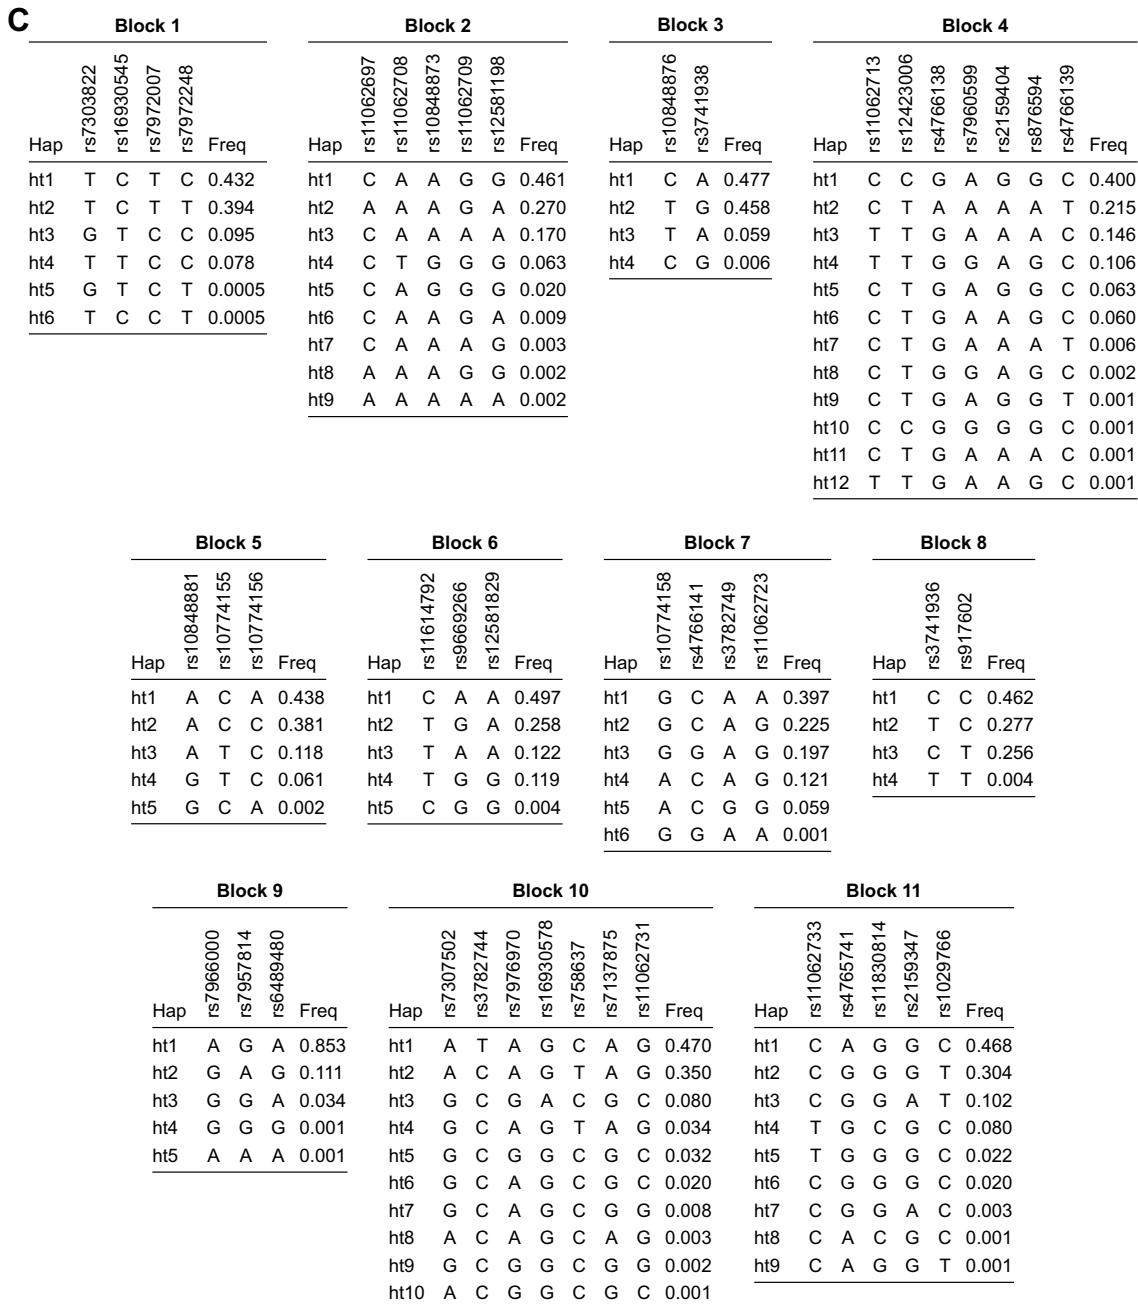 C
Block 1
Hap rs7303822 rs16930545 rs7972007 rs7972248 Freq
ht1 T C T C 0.432
ht2 T C T T 0.394
ht3 G T C C 0.095
ht4 T T C C 0.078
ht5 G T C T 0.0005
ht6 T C C T 0.0005
Block 2
Hap rs11062697 rs11062708 rs10848873 rs11062709 rs12581198 Freq
ht1 C A A G G 0.461
ht2 A A A G A 0.270
ht3 C A A A A 0.170
ht4 C T G G G 0.063
ht5 C A G G G 0.020
ht6 C A A G A 0.009
ht7 C A A A G 0.003
ht8 A A A G G 0.002
ht9 A A A A A 0.002
Block 3
Hap rs10848876 rs3741938 Freq
ht1 C A 0.477
ht2 T G 0.458
ht3 T A 0.059
ht4 C G 0.006
Block 4
Hap rs11062713 rs12423006 rs4766138 rs7960599 rs2159404 rs876594 rs4766139 Freq
ht1 C C G A G G C 0.400
ht2 C T A A A A T 0.215
ht3 T T G A A A C 0.146
ht4 T T G G A G C 0.106
ht5 C T G A G G C 0.063
ht6 C T G A A G C 0.060
ht7 C T G A A A T 0.006
ht8 C T G G A G C 0.002
ht9 C T G A G G T 0.001
ht10 C C G G G G C 0.001
ht11 C T G A A A C 0.001
ht12 T T G A A G C 0.001
Block 5
Hap rs10848881 rs10774155 rs10774156 Freq
ht1 A C A 0.438
ht2 A C C 0.381
ht3 A T C 0.118
ht4 G T C 0.061
ht5 G C A 0.002
Block 6
Hap rs11614792 rs9669266 rs12581829 Freq
ht1 C A A 0.497
ht2 T G A 0.258
ht3 T A A 0.122
ht4 T G G 0.119
ht5 C G G 0.004
Block 7
Hap rs10774158 rs4766141 rs3782749 rs11062723 Freq
ht1 G C A A 0.397
ht2 G C A G 0.225
ht3 G G A G 0.197
ht4 A C A G 0.121
ht5 A C G G 0.059
ht6 G G A A 0.001
Block 8
Hap rs3741936 rs917602 Freq
ht1 C C 0.462
ht2 T C 0.277
ht3 C T 0.256
ht4 T T 0.004
Block 9
Hap rs7966000 rs7957814 rs6489480 Freq
ht1 A G A 0.853
ht2 G A G 0.111
ht3 G G A 0.034
ht4 G G G 0.001
ht5 A A A 0.001
Block 10
Hap rs7307502 rs3782744 rs7976970 rs16930578 rs758637 rs7137875 rs11062731 Freq
ht1 A T A G C A G 0.470
ht2 A C A G T A G 0.350
ht3 G C G A C G C 0.080
ht4 G C A G T A G 0.034
ht5 G C G G C G C 0.032
ht6 G C A G C G C 0.020
ht7 G C A G C G G 0.008
ht8 A C A G C A G 0.003
ht9 G C G G C G G 0.002
ht10 A C G G C G C 0.001
Block 11
Hap rs11062733 rs4765741 rs11830814 rs2159347 rs1029766 Freq
ht1 C A G G C 0.468
ht2 C G G G T 0.304
ht3 C G G A T 0.102
ht4 T G C G C 0.080
ht5 T G G G C 0.022
ht6 C G G G C 0.020
ht7 C G G A C 0.003
ht8 C A C G C 0.001
ht9 C A G G T 0.001